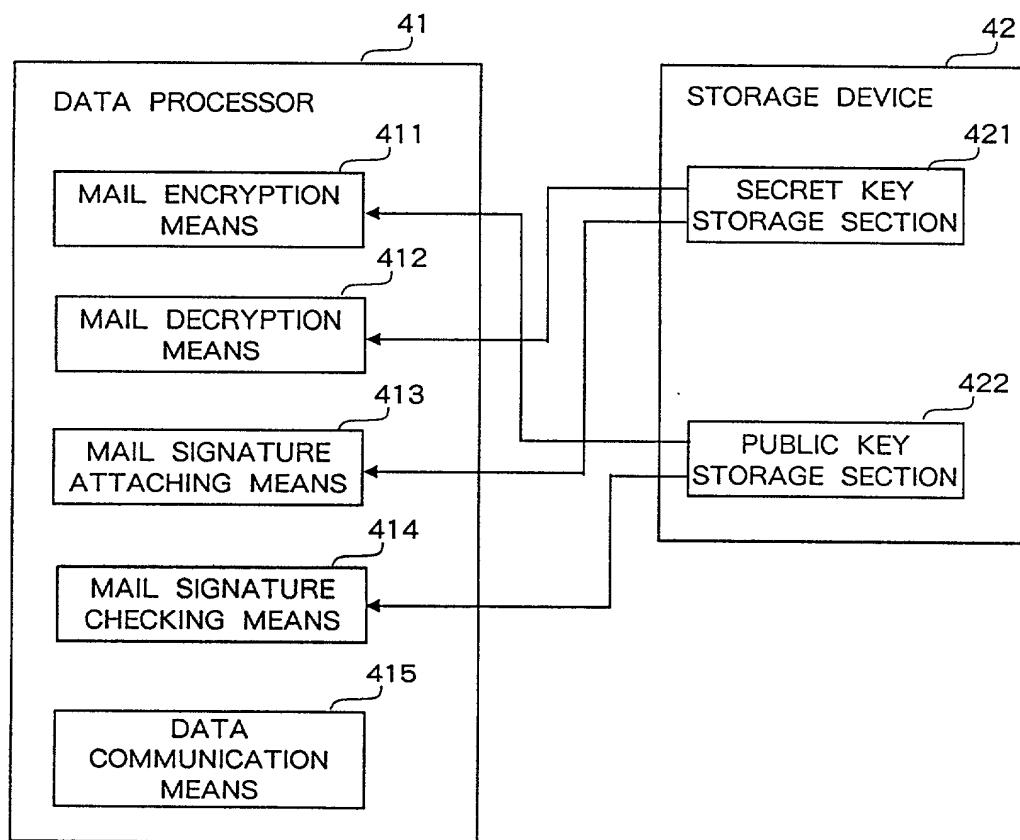 41
DATA PROCESSOR
411
MAIL ENCRYPTION
MEANS
412
MAIL DECRYPTION
MEANS
413
MAIL SIGNATURE
ATTACHING MEANS
414
MAIL SIGNATURE
CHECKING MEANS
415
DATA
COMMUNICATION
MEANS
42
STORAGE DEVICE
421
SECRET KEY
STORAGE SECTION
422
PUBLIC KEY
STORAGE SECTION